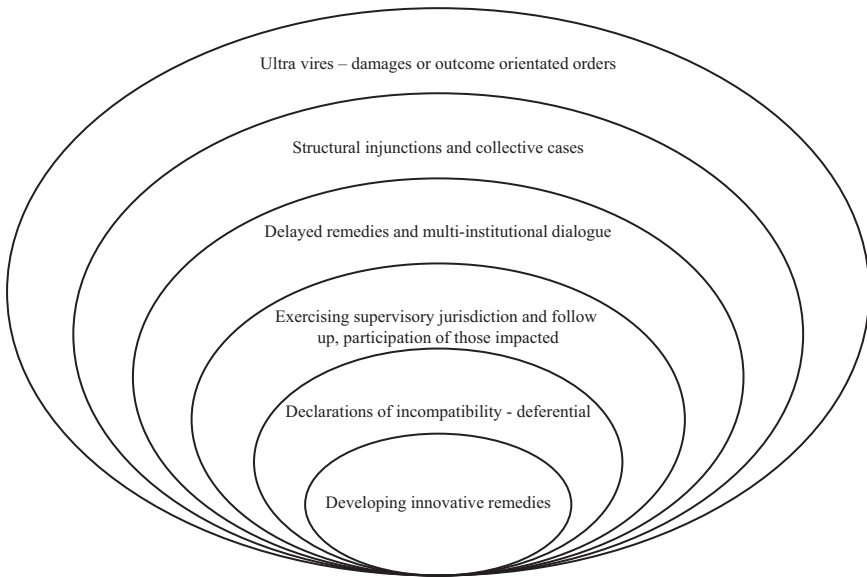 Ultra vires – damages or outcome orientated orders
Structural injunctions and collective cases
Delayed remedies and multi-institutional dialogue
Exercising supervisory jurisdiction and follow
up, participation of those impacted
Declarations of incompatibility - deferential
Developing innovative remedies